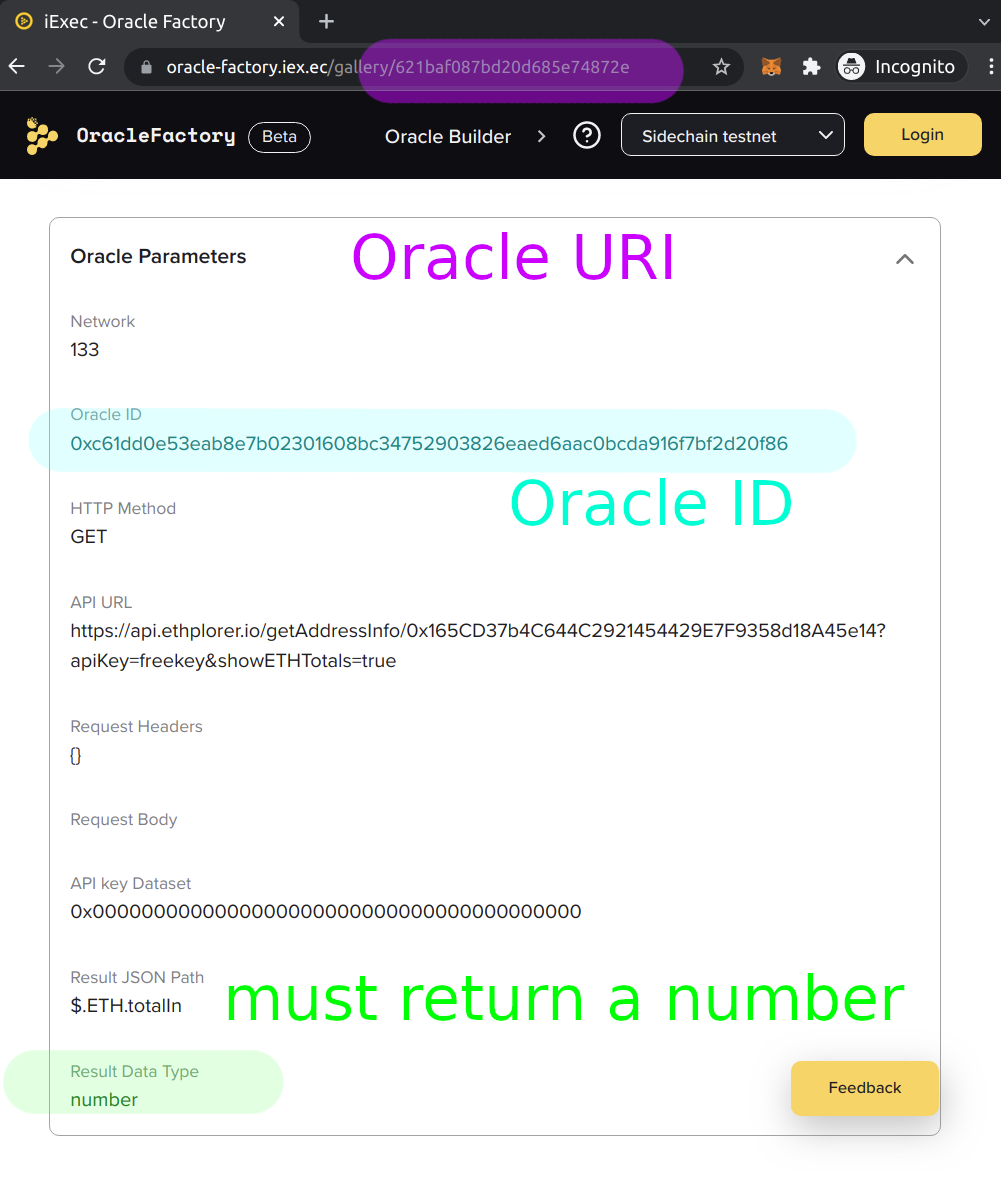 iExec - Oracle Factory
oracle-factory.iex.ec/gallery/621baf087bd20d685e74872e
Incognito
OracleFactory
Beta
Oracle Builder
Sidechain testnet
Login
Oracle Parameters
Oracle URI
Network
133
Oracle ID
0xc61dd0e53eab8e7b02301608bc34752903826eaed6aac0bcda916f7bf2d20f86
Oracle ID
HTTP Method
GET
API URL
https://api.ethplorer.io/getAddressInfo/0x165CD37b4C644C2921454429E7F9358d18A45e14?
apiKey=freekey&showETHTotals=true
Request Headers
{}
Request Body
API key Dataset
0x0000000000000000000000000000000000000000
Result JSON Path
$.ETH.totalIn
must return a number
Result Data Type
number
Feedback